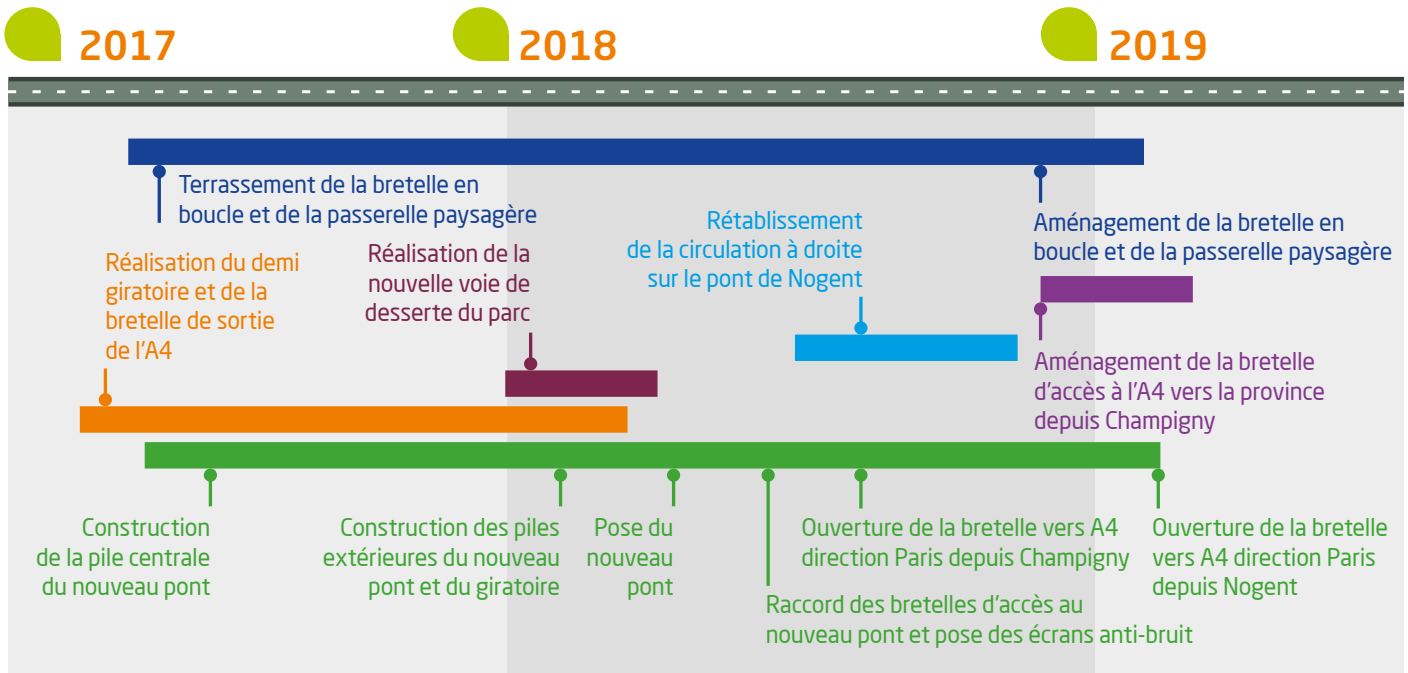 2017
2018
2019
Terrassement de la bretelle en
boucle et de la passerelle paysagère
Réalisation du demi
giratoire et de la
bretelle de sortie
de l'A4
Réalisation de la
nouvelle voie de
desserte du parc
Rétablissement
de la circulation à droite
sur le pont de Nogent
Aménagement de la bretelle en
boucle et de la passerelle paysagère
Aménagement de la bretelle
d'accès à l'A4 vers la province
depuis Champigny
Construction
de la pile centrale
du nouveau pont
Construction des piles
extérieures du nouveau
pont et du giratoire
Pose du
nouveau
pont
Raccord des bretelles d'accès au
nouveau pont et pose des écrans anti-bruit
Ouverture de la bretelle vers A4
direction Paris depuis Champigny
Ouverture de la bretelle
vers A4 direction Paris
depuis Nogent